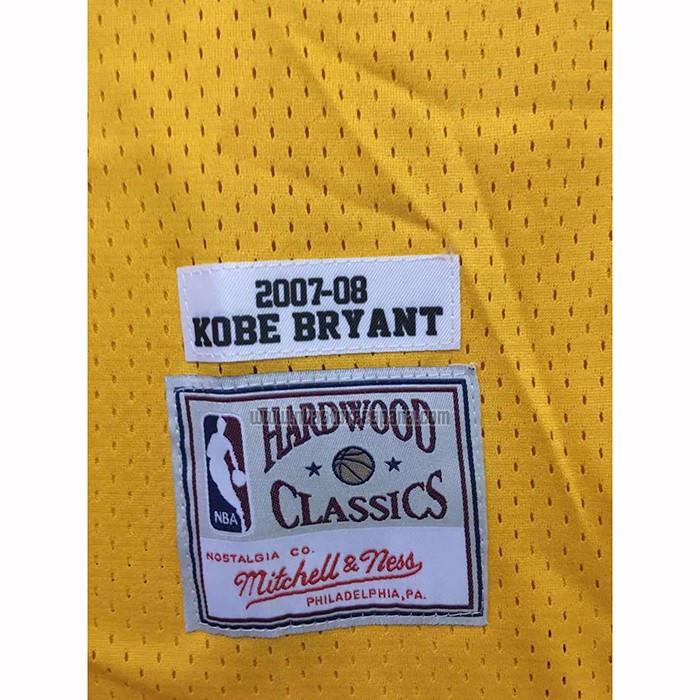 2007-08
KOBE BRYANT
HARDWOOD
CLASSICS
NBA
NOSTALGIA CO.
Mitchell & Ness
PHILADELPHIA, PA.